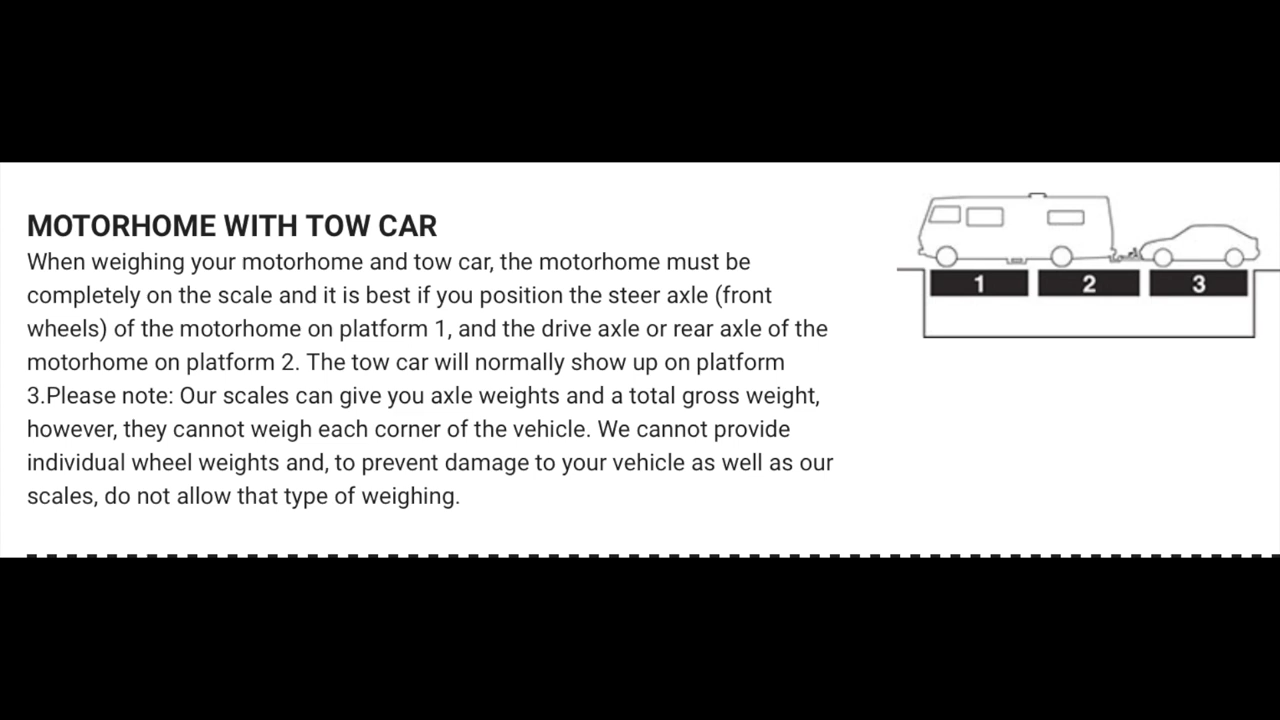 MOTORHOME WITH TOW CAR
When weighing your motorhome and tow car, the motorhome must be
completely on the scale and it is best if you position the steer axle (front
wheels) of the motorhome on platform 1, and the drive axle or rear axle of the
motorhome on platform 2. The tow car will normally show up on platform
3.Please note: Our scales can give you axle weights and a total gross weight,
however, they cannot weigh each corner of the vehicle. We cannot provide
individual wheel weights and, to prevent damage to your vehicle as well as our
scales, do not allow that type of weighing.
1 2 3